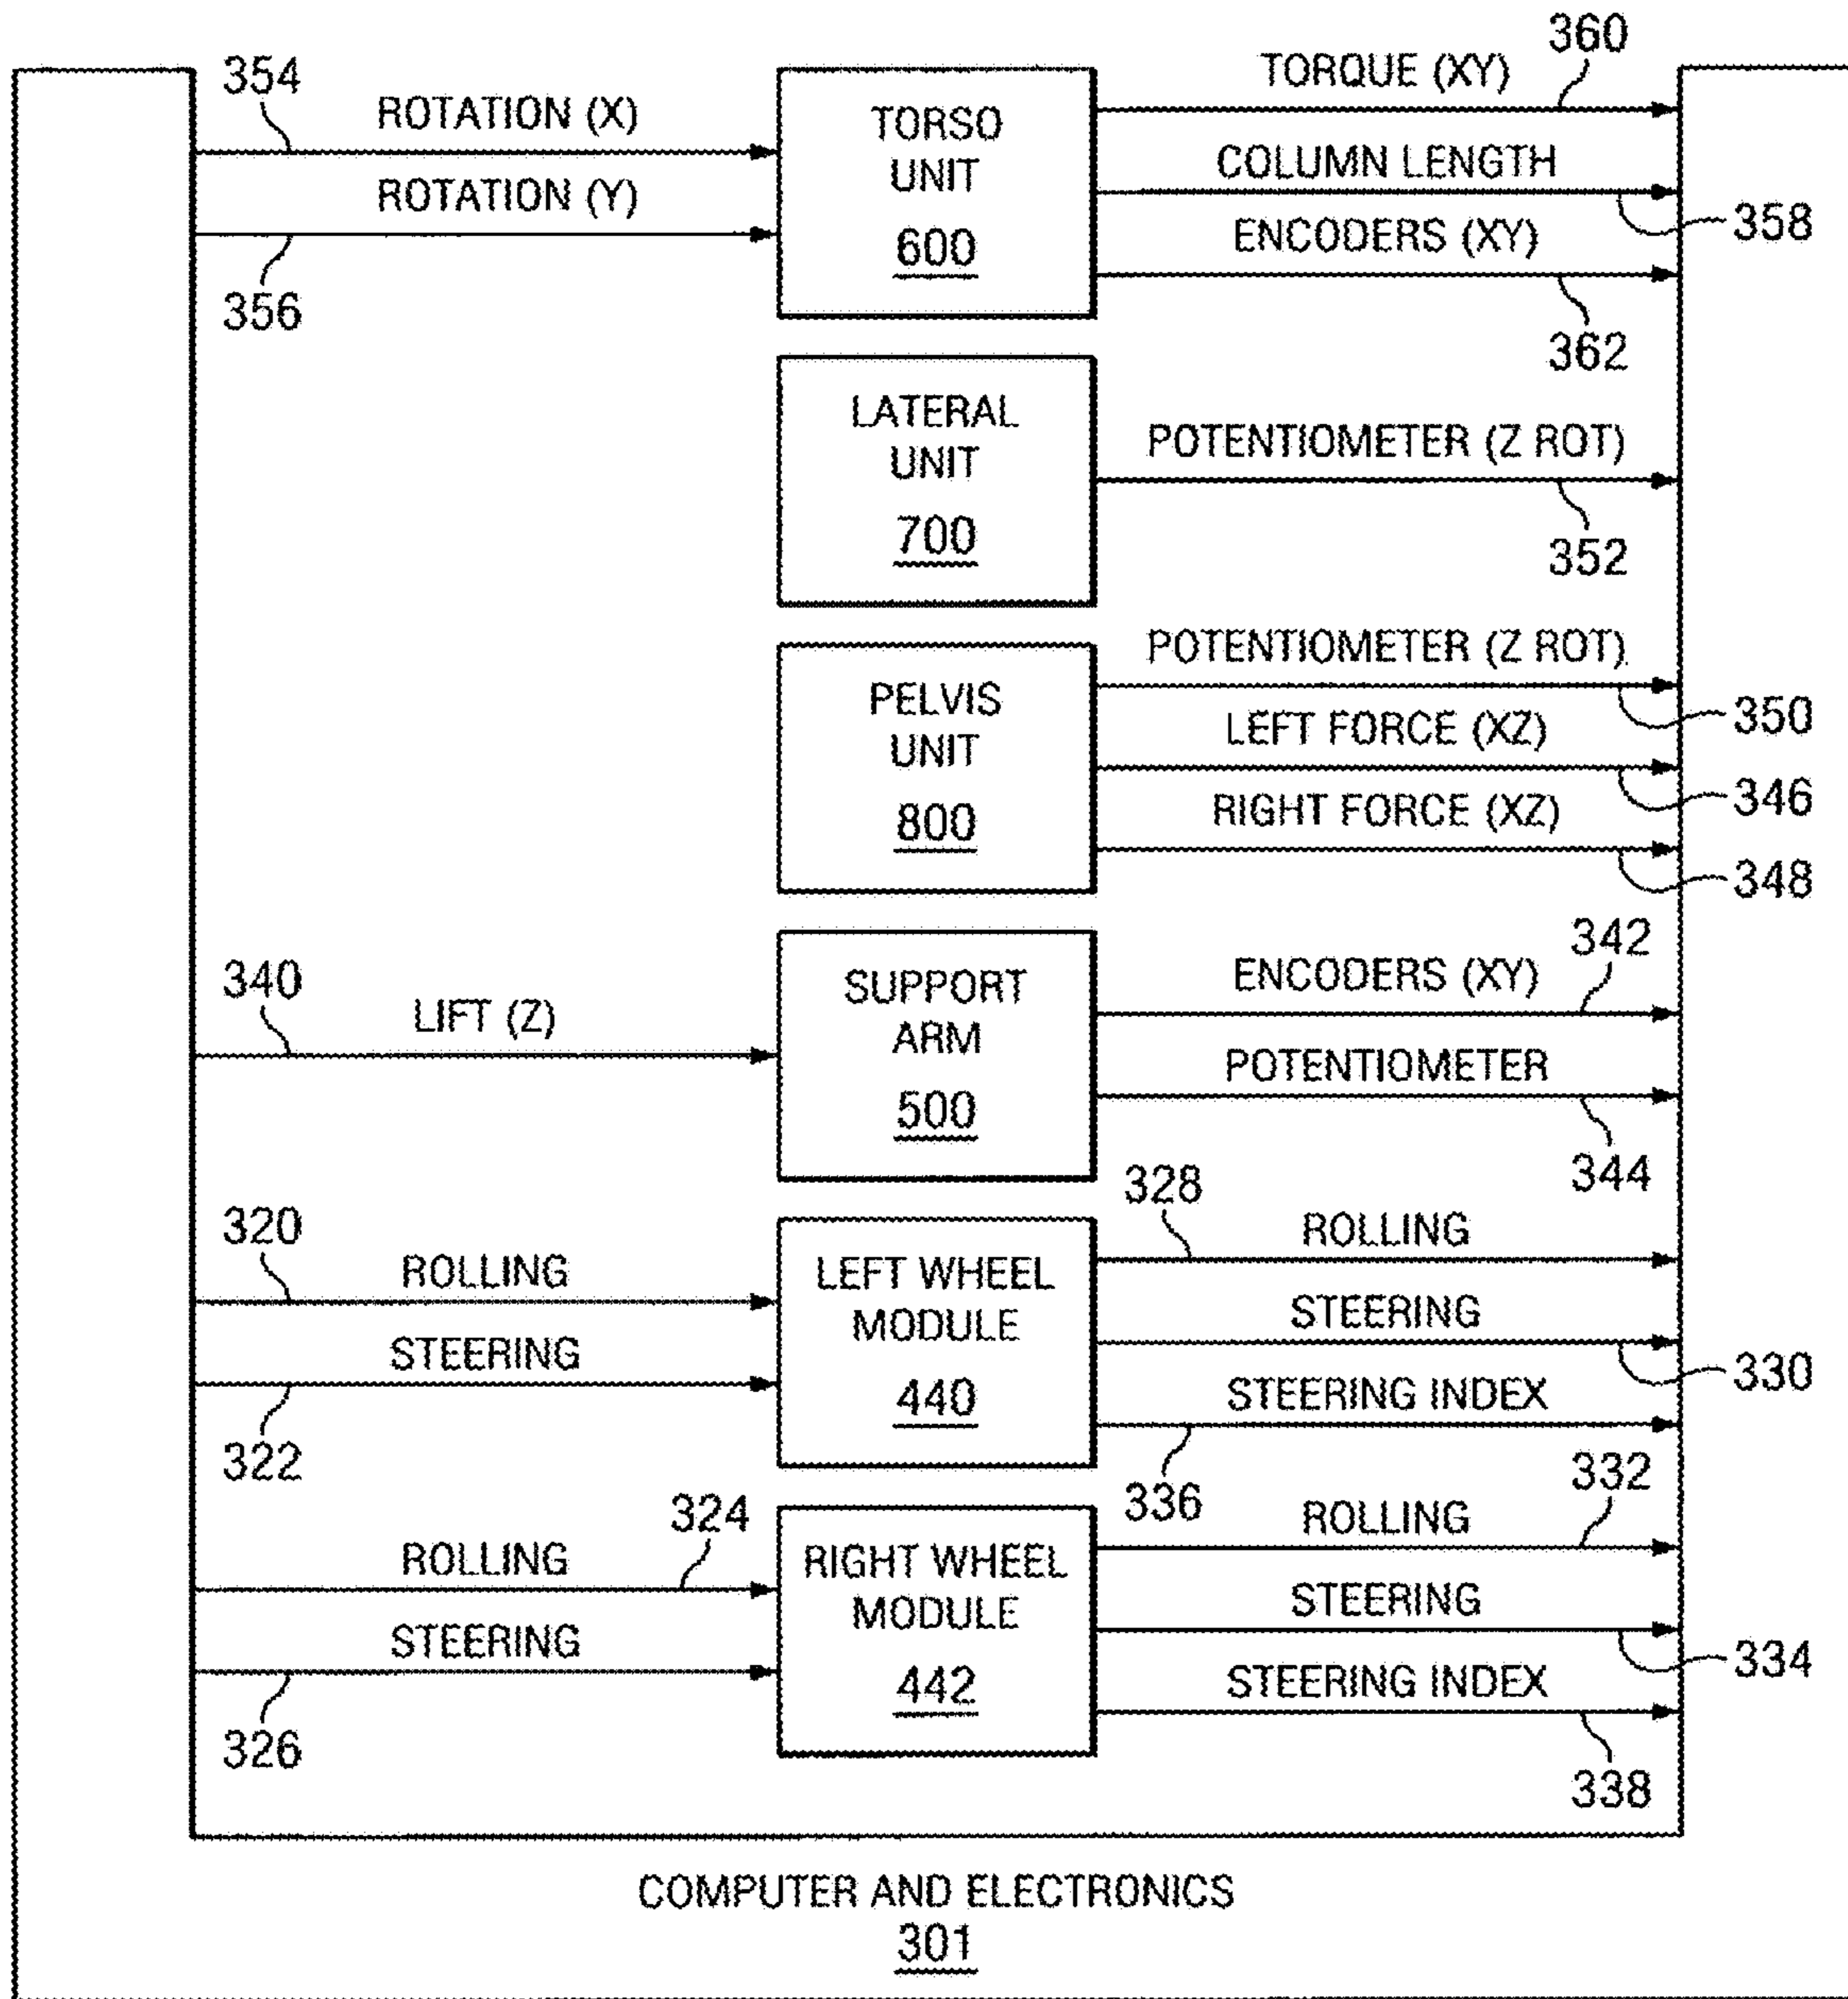 360
354
TORQUE (XY)
ROTATION (X)
TORSO
UNIT
600
COLUMN LENGTH
ROTATION (Y)
358
ENCODERS (XY)
356
362
LATERAL
UNIT
700
POTENTIOMETER (Z ROT)
352
PELVIS
UNIT
800
POTENTIOMETER (Z ROT)
350
LEFT FORCE (XZ)
346
RIGHT FORCE (XZ)
348
340
LIFT (Z)
SUPPORT
ARM
500
342
ENCODERS (XY)
POTENTIOMETER
344
320
ROLLING
STEERING
322
LEFT WHEEL
MODULE
440
328
ROLLING
STEERING
330
STEERING INDEX
336
324
ROLLING
STEERING
326
RIGHT WHEEL
MODULE
442
332
ROLLING
STEERING
334
STEERING INDEX
338
COMPUTER AND ELECTRONICS
301